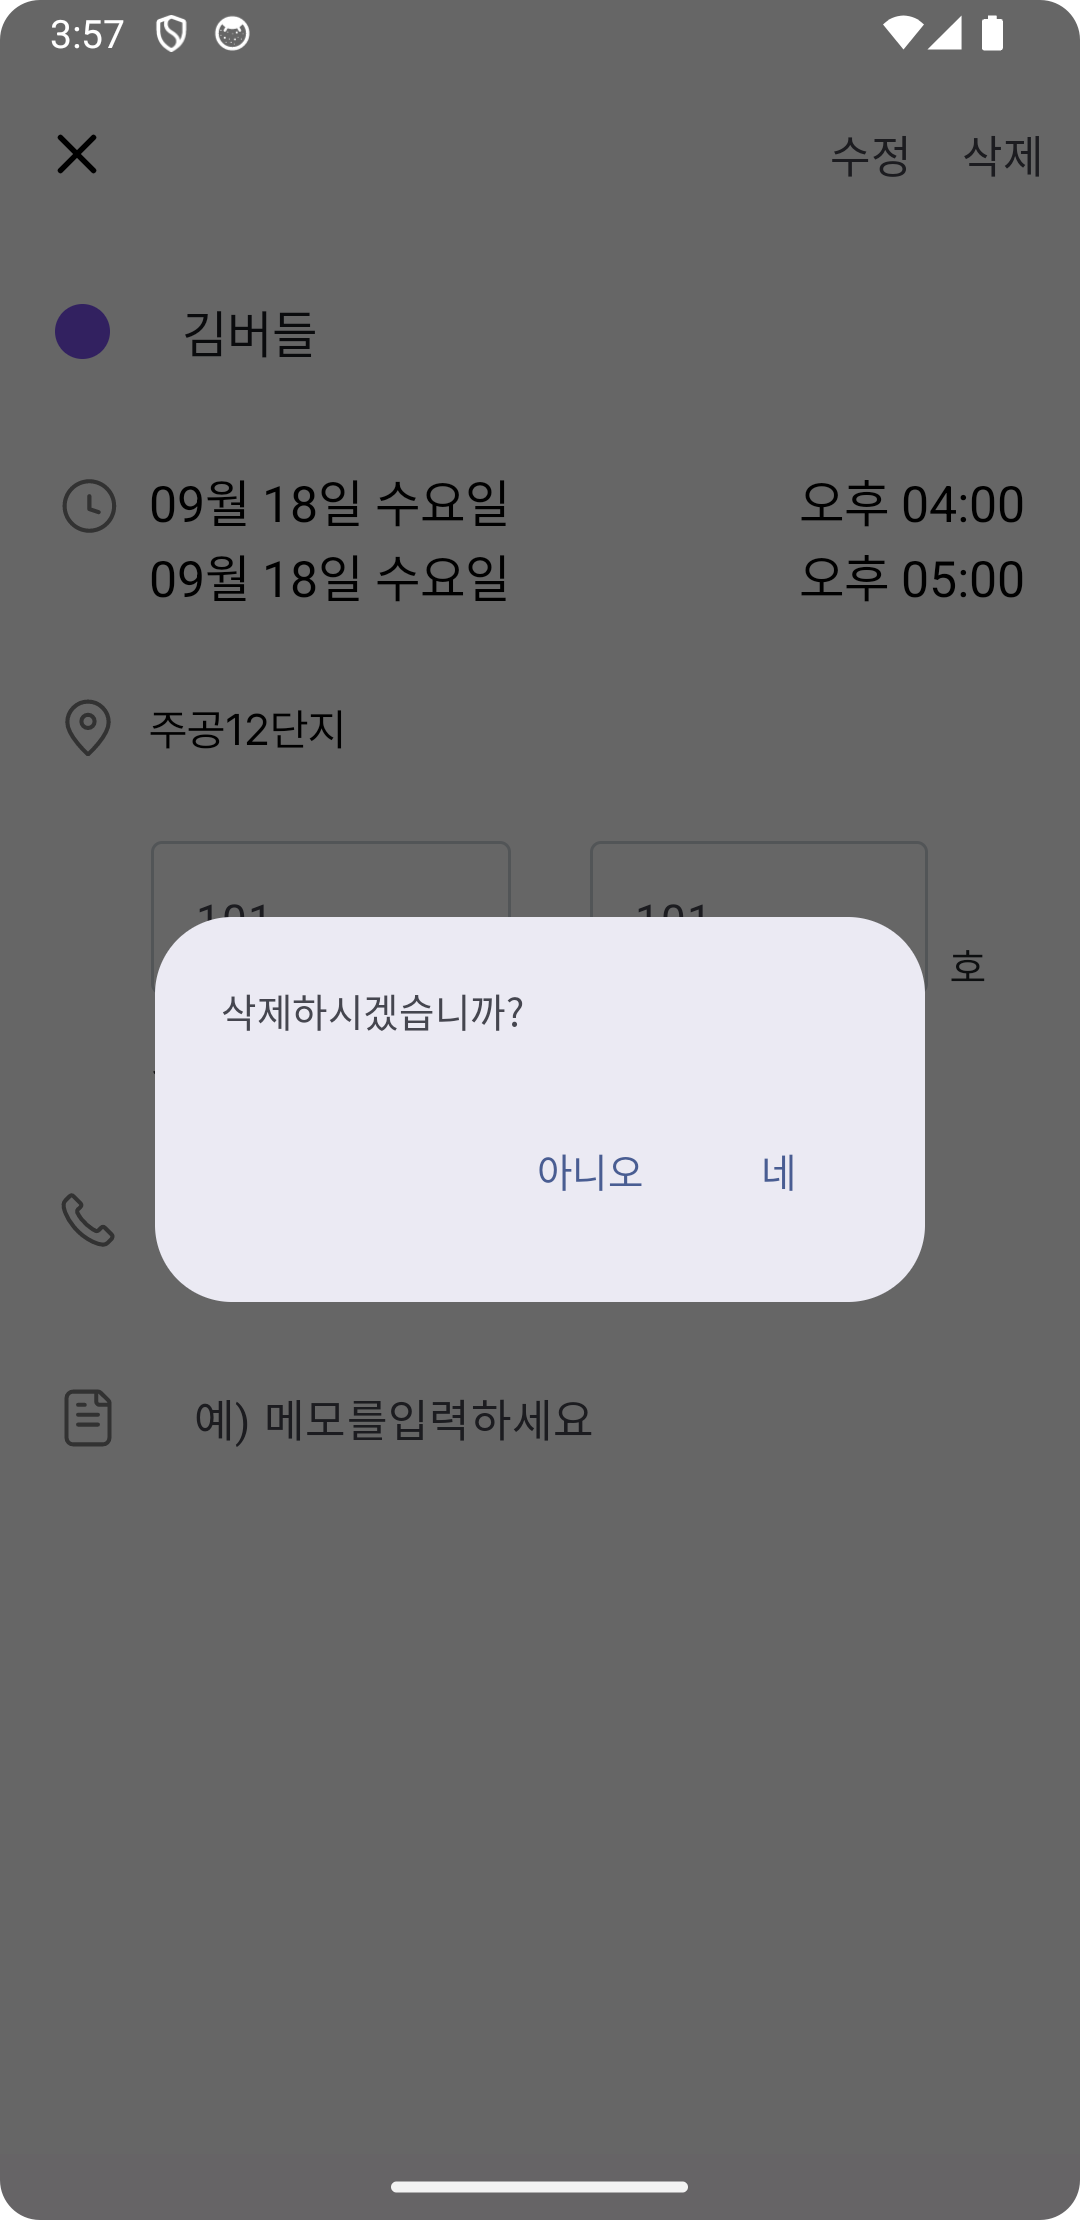 3:57
수정 삭제
김버들
09월 18일 수요일 오후 04:00
09월 18일 수요일 오후 05:00
주공12단지
101 101
호
삭제하시겠습니까?
아니오 네
예) 메모를입력하세요